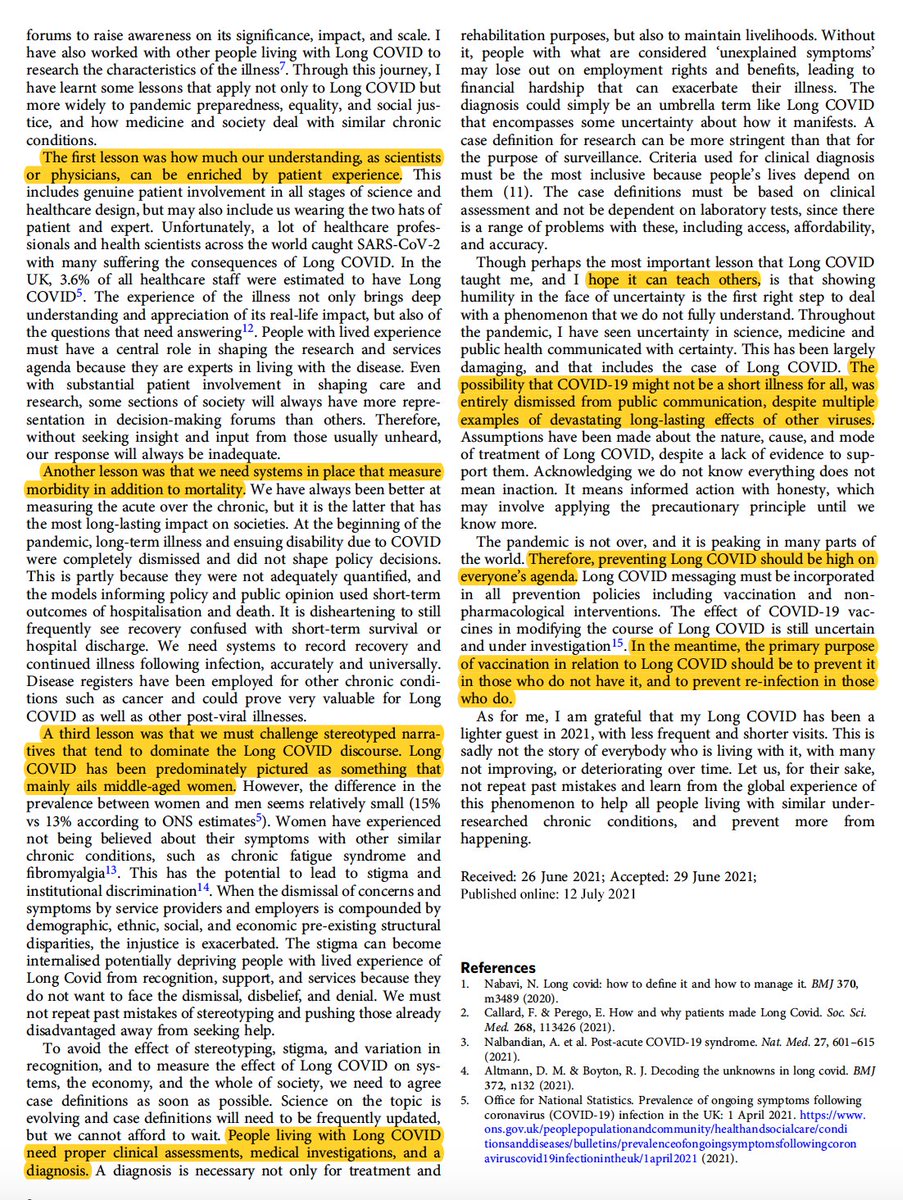 forums to raise awareness on its significance, impact, and scale. I
have also worked with other people living with Long COVID to
research the characteristics of the illness7. Through this journey, I
have learnt some lessons that apply not only to Long COVID but
more widely to pandemic preparedness, equality, and social jus-
tice, and how medicine and society deal with similar chronic
conditions.
The first lesson was how much our understanding, as scientists
or physicians, can be enriched by patient experience. This
includes genuine patient involvement in all stages of science and
healthcare design, but may also include us wearing the two hats of
patient and expert. Unfortunately, a lot of healthcare profes-
sionals and health scientists across the world caught SARS-CoV-2
with many suffering the consequences of Long COVID. In the
UK, 3.6% of all healthcare staff were estimated to have Long
COVID5. The experience of the illness not only brings deep
understanding and appreciation of its real-life impact, but also of
the questions that need answering12. People with lived experience
must have a central role in shaping the research and services
agenda because they are experts in living with the disease. Even
with substantial patient involvement in shaping care and
research, some sections of society will always have more repre-
sentation in decision-making forums than others. Therefore,
without seeking insight and input from those usually unheard,
our response will always be inadequate.
Another lesson was that we need systems in place that measure
morbidity in addition to mortality. We have always been better at
measuring the acute over the chronic, but it is the latter that has
the most long-lasting impact on societies. At the beginning of the
pandemic, long-term illness and ensuing disability due to COVID
were completely dismissed and did not shape policy decisions.
This is partly because they were not adequately quantified, and
the models informing policy and public opinion used short-term
outcomes of hospitalisation and death. It is disheartening to still
frequently see recovery confused with short-term survival or
hospital discharge. We need systems to record recovery and
continued illness following infection, accurately and universally.
Disease registers have been employed for other chronic condi-
tions such as cancer and could prove very valuable for Long
COVID as well as other post-viral illnesses.
A third lesson was that we must challenge stereotyped narra-
tives that tend to dominate the Long COVID discourse. Long
COVID has been predominately pictured as something that
mainly ails middle-aged women. However, the difference in the
prevalence between women and men seems relatively small (15%
vs 13% according to ONS estimates5). Women have experienced
not being believed about their symptoms with other similar
chronic conditions, such as chronic fatigue syndrome and
fibromyalgia13. This has the potential to lead to stigma and
institutional discrimination14. When the dismissal of concerns and
symptoms by service providers and employers is compounded by
demographic, ethnic, social, and economic pre-existing structural
disparities, the injustice is exacerbated. The stigma can become
internalised potentially depriving people with lived experience of
Long Covid from recognition, support, and services because they
do not want to face the dismissal, disbelief, and denial. We must
not repeat past mistakes of stereotyping and pushing those already
disadvantaged away from seeking help.
To avoid the effect of stereotyping, stigma, and variation in
recognition, and to measure the effect of Long COVID on sys-
tems, the economy, and the whole of society, we need to agree
case definitions as soon as possible. Science on the topic is
evolving and case definitions will need to be frequently updated,
but we cannot afford to wait. People living with Long COVID
need proper clinical assessments, medical investigations, and a
diagnosis. A diagnosis is necessary not only for treatment and
rehabilitation purposes, but also to maintain livelihoods. Without
it, people with what are considered ‘unexplained symptoms’
may lose out on employment rights and benefits, leading to
financial hardship that can exacerbate their illness. The
diagnosis could simply be an umbrella term like Long COVID
that encompasses some uncertainty about how it manifests. A
case definition for research can be more stringent than that for
the purpose of surveillance. Criteria used for clinical diagnosis
must be the most inclusive because people’s lives depend on
them (11). The case definitions must be based on clinical
assessment and not be dependent on laboratory tests, since there
is a range of problems with these, including access, affordability,
and accuracy.
Though perhaps the most important lesson that Long COVID
taught me, and I hope it can teach others, is that showing
humility in the face of uncertainty is the first right step to deal
with a phenomenon that we do not fully understand. Throughout
the pandemic, I have seen uncertainty in science, medicine and
public health communicated with certainty. This has been largely
damaging, and that includes the case of Long COVID. The
possibility that COVID-19 might not be a short illness for all, was
entirely dismissed from public communication, despite multiple
examples of devastating long-lasting effects of other viruses.
Assumptions have been made about the nature, cause, and mode
of treatment of Long COVID, despite a lack of evidence to sup-
port them. Acknowledging we do not know everything does not
mean inaction. It means informed action with honesty, which
may involve applying the precautionary principle until we
know more.
The pandemic is not over, and it is peaking in many parts of
the world. Therefore, preventing Long COVID should be high on
everyone’s agenda. Long COVID messaging must be incorporated
in all prevention policies including vaccination and non-
pharmacological interventions. The effect of COVID-19 vac-
cines in modifying the course of Long COVID is still uncertain
and under investigation15. In the meantime, the primary purpose
of vaccination in relation to Long COVID should be to prevent it
in those who do not have it, and to prevent re-infection in those
who do.
As for me, I am grateful that my Long COVID has been a
lighter guest in 2021, with less frequent and shorter visits. This is
sadly not the story of everybody who is living with it, with many
not improving, or deteriorating over time. Let us, for their sake,
not repeat past mistakes and learn from the global experience of
this phenomenon to help all people living with similar under-
researched chronic conditions, and prevent more from
happening.
Received: 26 June 2021; Accepted: 29 June 2021;
Published online: 12 July 2021
References
1. Nabavi, N. Long covid: how to define it and how to manage it. BMJ 370,
m3489 (2020).
2. Callard, F. & Perego, E. How and why patients made Long Covid. Soc. Sci.
Med. 268, 113426 (2021).
3. Nalbandian, A. et al. Post-acute COVID-19 syndrome. Nat. Med. 27, 601–615
(2021).
4. Altmann, D. M. & Boyton, R. J. Decoding the unknowns in long covid. BMJ
372, n132 (2021).
5. Office for National Statistics. Prevalence of ongoing symptoms following
coronavirus (COVID-19) infection in the UK: 1 April 2021. https://www.
ons.gov.uk/peoplepopulationandcommunity/healthandsocialcare/condi
tionsanddiseases/bulletins/prevalenceofongoingsymptomsfollowingcoron
aviruscovid19infectionintheuk/1april2021 (2021).